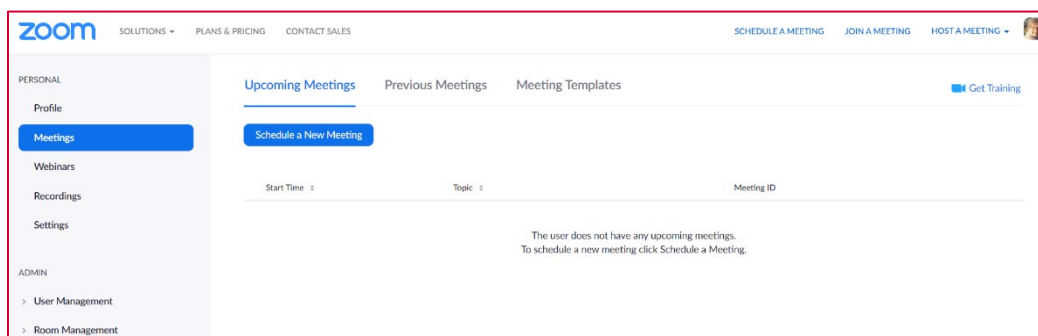 zoom SOLUTIONS PLANS & PRICING CONTACT SALES SCHEDULE A MEETING JOIN A MEETING HOST A MEETING
PERSONAL
Profile
Meetings
Webinars
Recordings
Settings
ADMIN
User Management
Room Management
Upcoming Meetings Previous Meetings Meeting Templates Get Training
Schedule a New Meeting
Start Time Topic Meeting ID
The user does not have any upcoming meetings.
To schedule a new meeting click Schedule a Meeting.